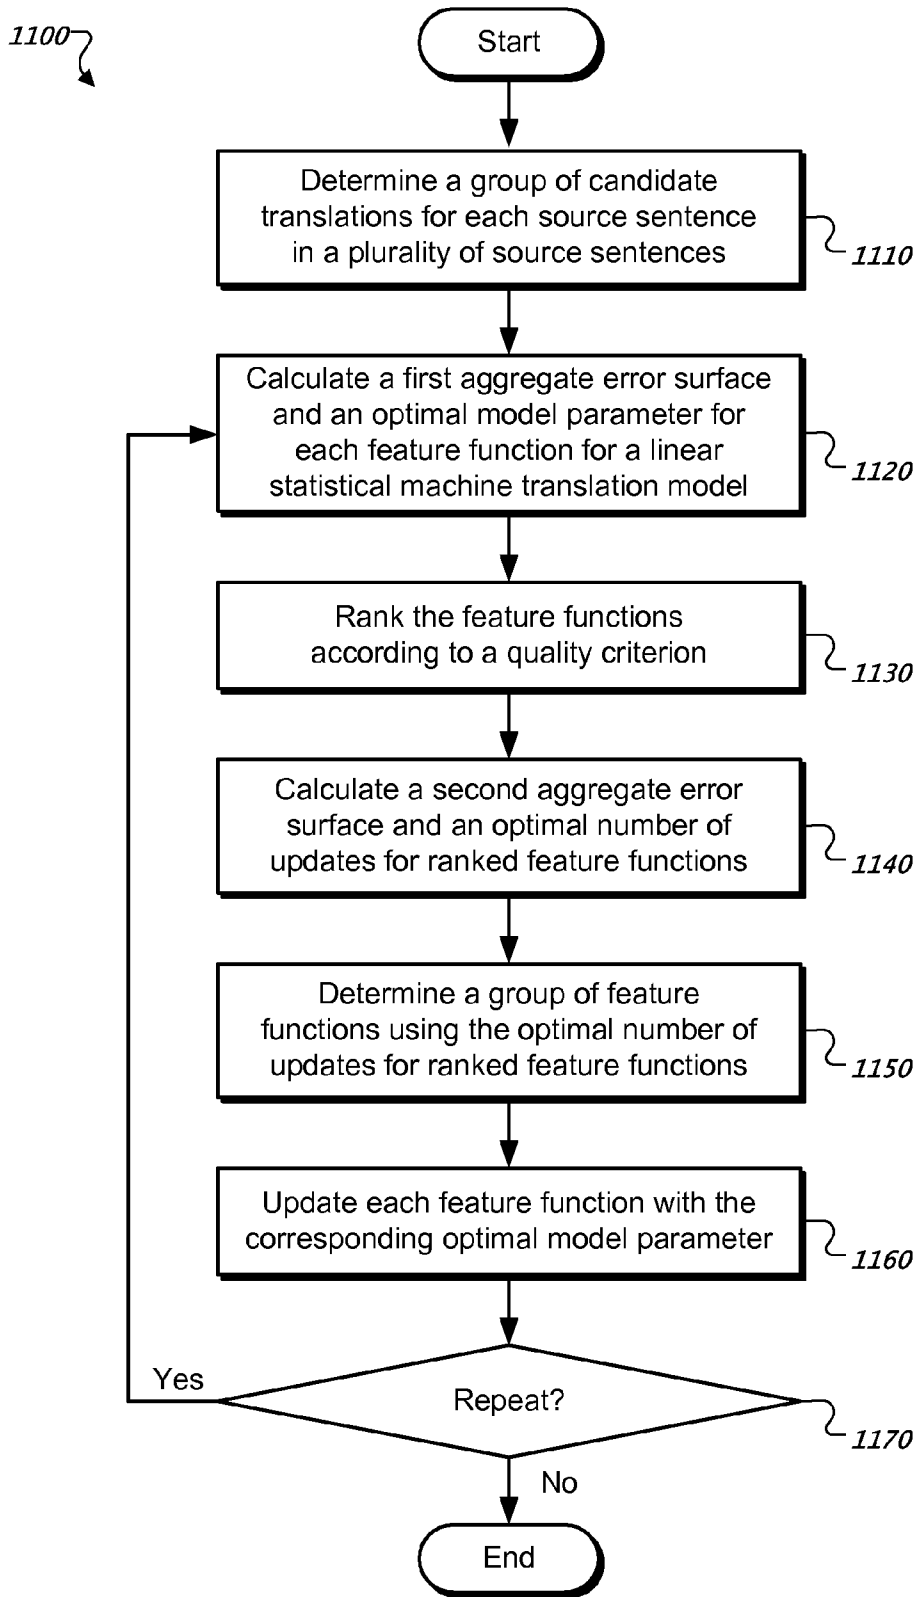 1100
Start
Determine a group of candidate
translations for each source sentence
in a plurality of source sentences
1110
Calculate a first aggregate error surface
and an optimal model parameter for
each feature function for a linear
statistical machine translation model
1120
Rank the feature functions
according to a quality criterion
1130
Calculate a second aggregate error
surface and an optimal number of
updates for ranked feature functions
1140
Determine a group of feature
functions using the optimal number of
updates for ranked feature functions
1150
Update each feature function with the
corresponding optimal model parameter
1160
Yes
Repeat?
1170
No
End